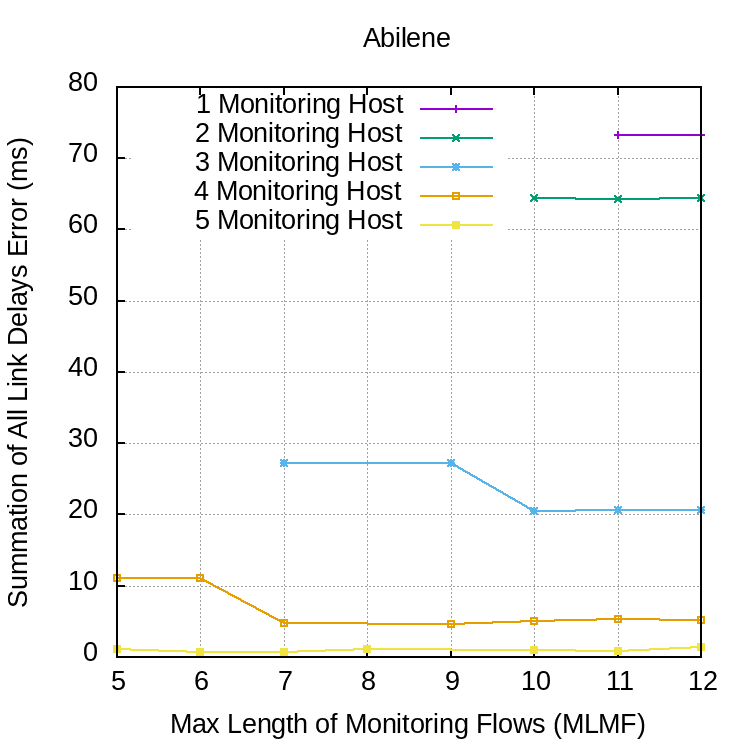 Abilene
Summation of All Link Delays Error (ms)
80
70
60
50
40
30
20
10
0
1 Monitoring Host
2 Monitoring Host
3 Monitoring Host
4 Monitoring Host
5 Monitoring Host
5 6 7 8 9 10 11 12
Max Length of Monitoring Flows (MLMF)